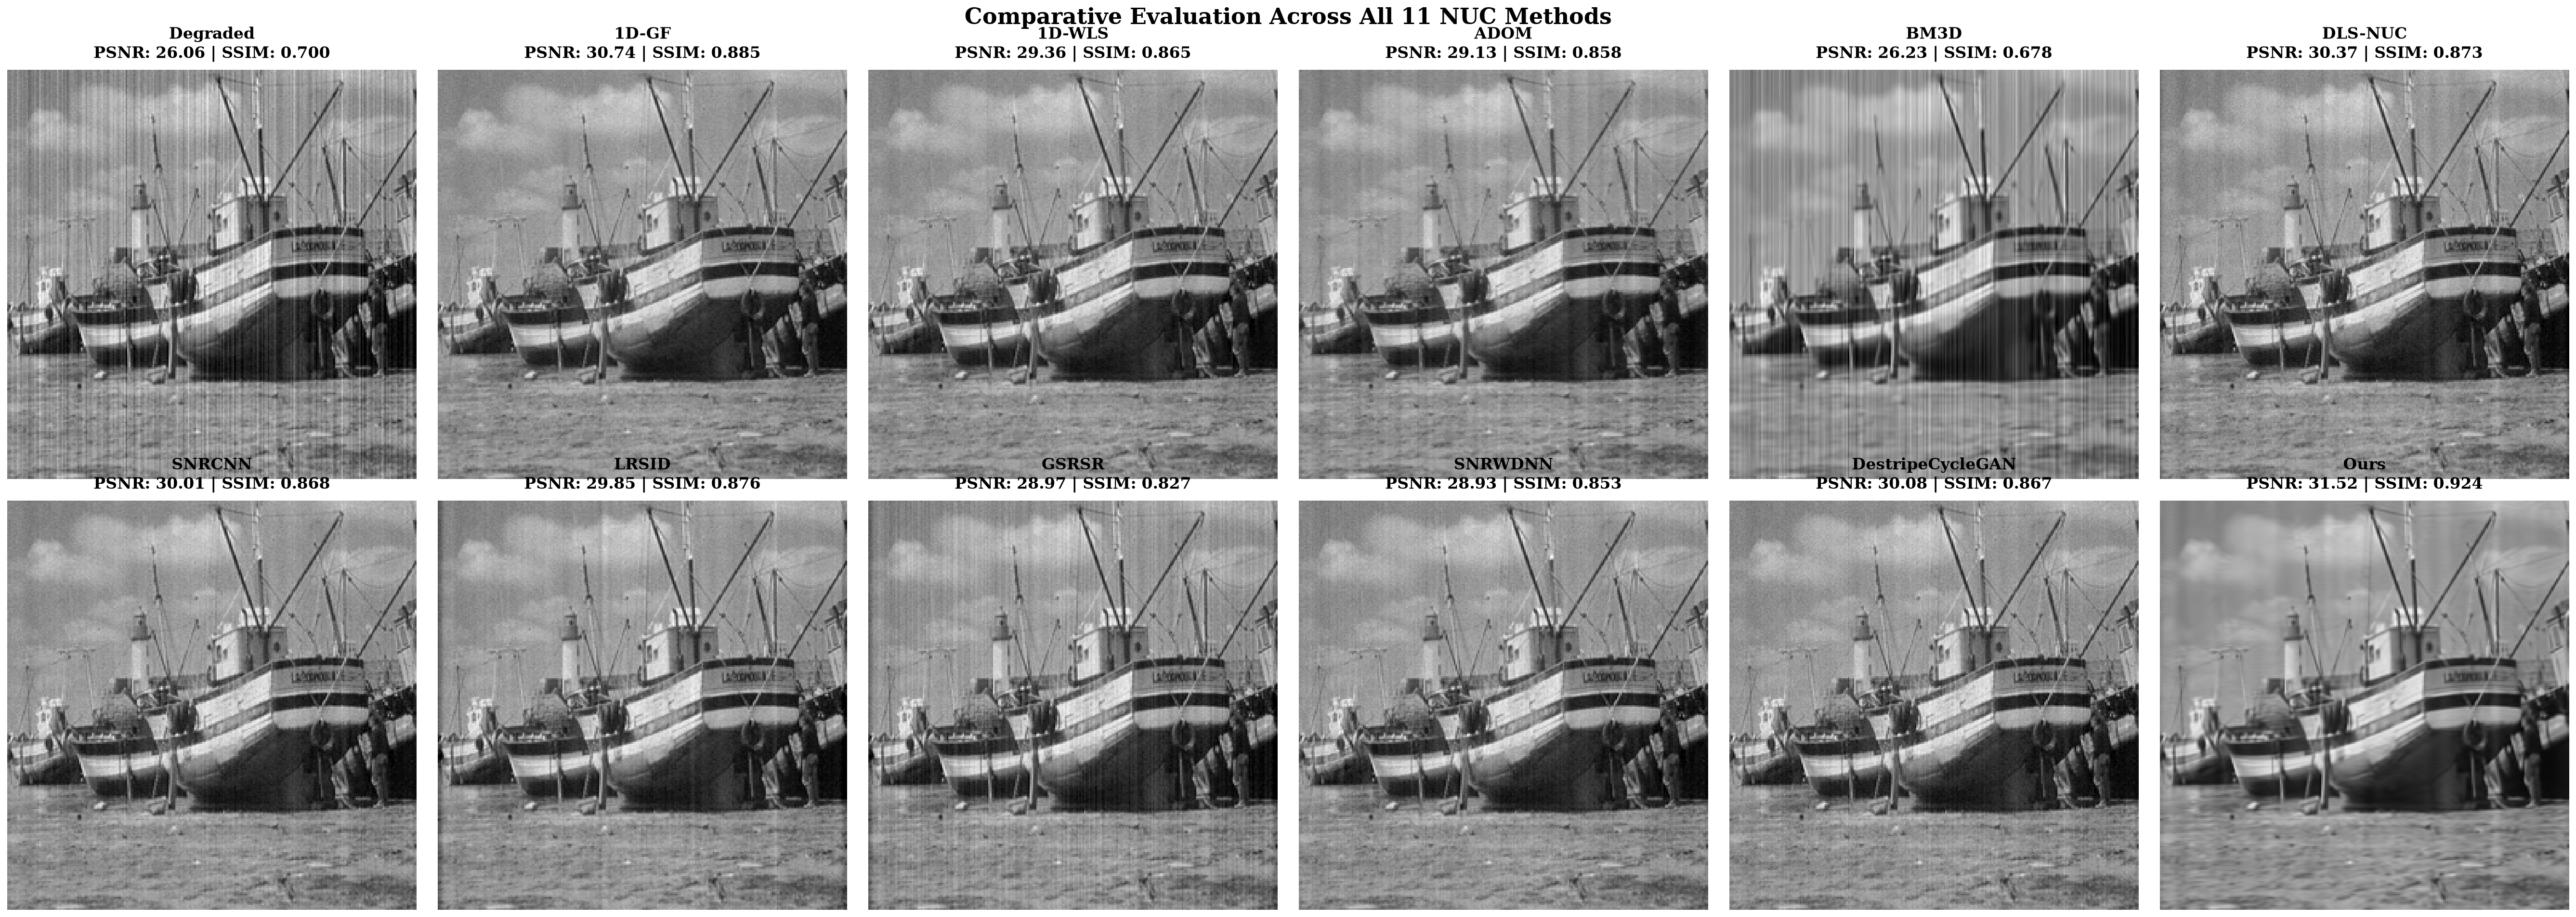 Comparative Evaluation Across All 11 NUC Methods
Degraded
PSNR: 26.06 | SSIM: 0.700
1D-GF
PSNR: 30.74 | SSIM: 0.885
1D-WLS
PSNR: 29.36 | SSIM: 0.865
ADOM
PSNR: 29.13 | SSIM: 0.858
BM3D
PSNR: 26.23 | SSIM: 0.678
DLS-NUC
PSNR: 30.37 | SSIM: 0.873
SNRCNN
PSNR: 30.01 | SSIM: 0.868
LRSID
PSNR: 29.85 | SSIM: 0.876
GSRSR
PSNR: 28.97 | SSIM: 0.827
SNRWDNN
PSNR: 28.93 | SSIM: 0.853
DestripeCycleGAN
PSNR: 30.08 | SSIM: 0.867
Ours
PSNR: 31.52 | SSIM: 0.924